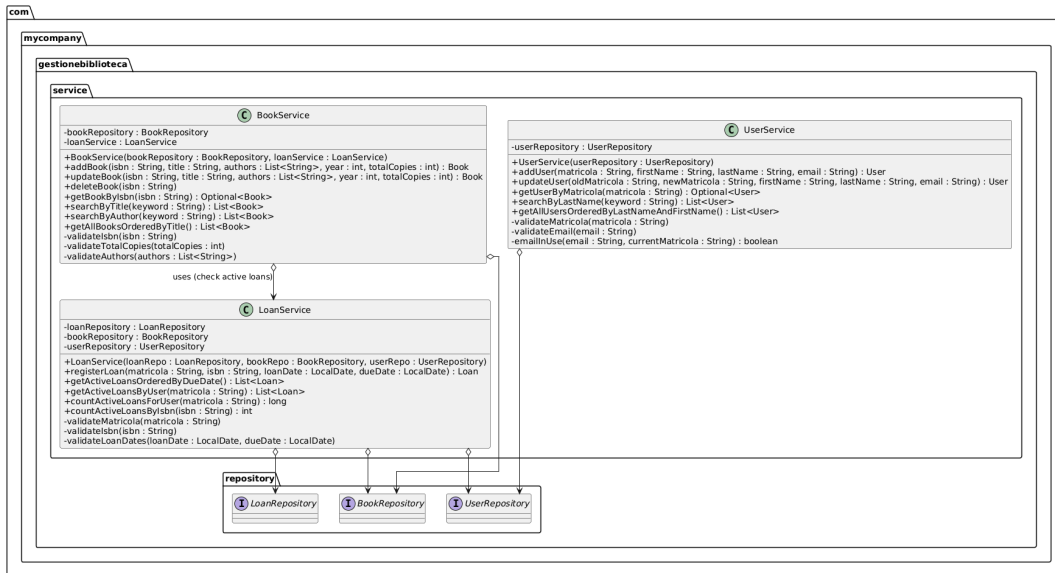 com
mycompany
gestionebiblioteca
service
C BookService
-bookRepository : BookRepository
-loanService : LoanService
+BookService(bookRepository : BookRepository, loanService : LoanService)
+addBook(isbn : String, title : String, authors : List<String>, year : int, totalCopies : int) : Book
+updateBook(isbn : String, title : String, authors : List<String>, year : int, totalCopies : int) : Book
+deleteBook(isbn : String)
+getBookByIsbn(isbn : String) : Optional<Book>
+searchByTitle(keyword : String) : List<Book>
+searchByAuthor(keyword : String) : List<Book>
+getAllBooksOrderedByTitle() : List<Book>
-validateIsbn(isbn : String)
-validateTotalCopies(totalCopies : int)
-validateAuthors(authors : List<String>)
C UserService
-userRepository : UserRepository
+UserService(userRepository : UserRepository)
+addUser(matricola : String, firstName : String, lastName : String, email : String) : User
+updateUser(oldMatricola : String, newMatricola : String, firstName : String, lastName : String, email : String) : User
+getUserByMatricola(matricola : String) : Optional<User>
+searchByLastName(keyword : String) : List<User>
+getAllUsersOrderedByLastNameAndFirstName() : List<User>
-validateMatricola(matricola : String)
-validateEmail(email : String)
-emailInUse(email : String, currentMatricola : String) : boolean
uses (check active loans)
C LoanService
-loanRepository : LoanRepository
-bookRepository : BookRepository
-userRepository : UserRepository
+LoanService(loanRepo : LoanRepository, bookRepo : BookRepository, userRepo : UserRepository)
+registerLoan(matricola : String, isbn : String, loanDate : LocalDate, dueDate : LocalDate) : Loan
+getActiveLoansOrderedByDueDate() : List<Loan>
+getActiveLoansByUser(matricola : String) : List<Loan>
+countActiveLoansForUser(matricola : String) : long
+countActiveLoansByIsbn(isbn : String) : int
-validateMatricola(matricola : String)
-validateIsbn(isbn : String)
-validateLoanDates(loanDate : LocalDate, dueDate : LocalDate)
repository
I LoanRepository
I BookRepository
I UserRepository